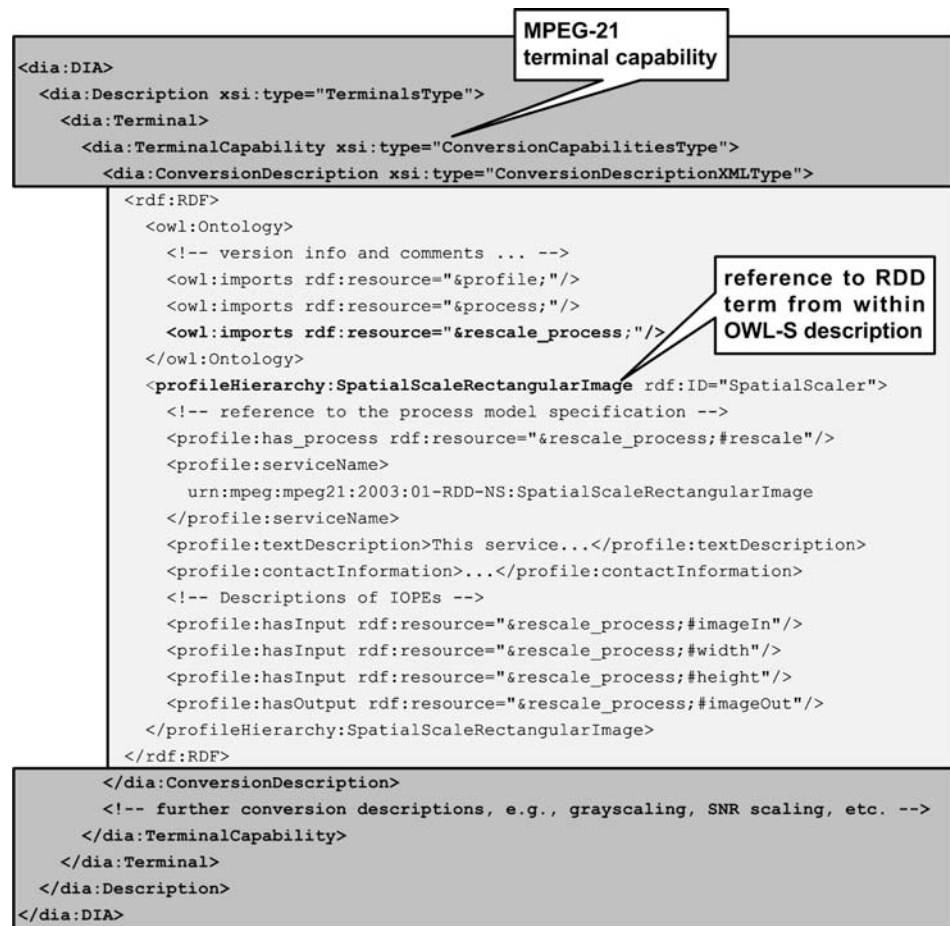 MPEG-21
terminal capability
<dia:DIA>
<dia:Description xsi:type="TerminalsType">
<dia:Terminal>
<dia:TerminalCapability xsi:type="ConversionCapabilitiesType">
<dia:ConversionDescription xsi:type="ConversionDescriptionXMLType">
<rdf:RDF>
<owl:Ontology>
<!-- version info and comments ... -->
<owl:imports rdf:resource="&profile;"/>
<owl:imports rdf:resource="&process;"/>
<owl:imports rdf:resource="&rescale_process;"/>
reference to RDD
term from within
OWL-S description
</owl:Ontology>
<profileHierarchy:SpatialScaleRectangularImage rdf:ID="SpatialScaler">
<!-- reference to the process model specification -->
<profile:has_process rdf:resource="&rescale_process;#rescale"/>
<profile:serviceName>
urn:mpeg:mpeg21:2003:01-RDD-NS:SpatialScaleRectangularImage
</profile:serviceName>
<profile:textDescription>This service...</profile:textDescription>
<profile:contactInformation>...</profile:contactInformation>
<!-- Descriptions of IOPEs -->
<profile:hasInput rdf:resource="&rescale_process;#imageIn"/>
<profile:hasInput rdf:resource="&rescale_process;#width"/>
<profile:hasInput rdf:resource="&rescale_process;#height"/>
<profile:hasOutput rdf:resource="&rescale_process;#imageOut"/>
</profileHierarchy:SpatialScaleRectangularImage>
</rdf:RDF>
</dia:ConversionDescription>
<!-- further conversion descriptions, e.g., grayscaling, SNR scaling, etc. -->
</dia:TerminalCapability>
</dia:Terminal>
</dia:Description>
</dia:DIA>